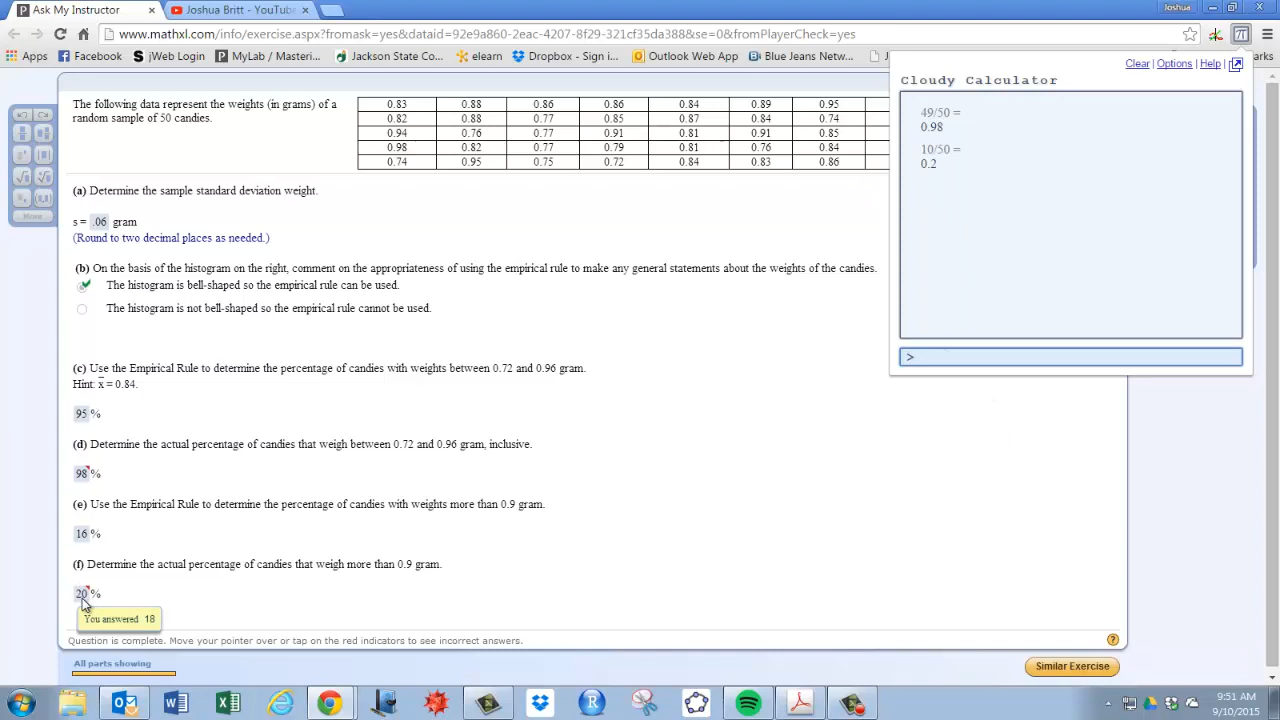 Ask My Instructor
Joshua Britt - YouTube
Joshua
www.mathxl.com/info/exercise.aspx?fromask=yes&dataid=92e9a860-2eac-4207-8f29-321cf35da388&se=0&fromPlayerCheck=yes
Apps
Facebook
jWeb Login
MyLab / Masteri...
Jackson State Co...
elearn
Dropbox - Sign i...
Outlook Web App
Blue Jeans Netw...
Clear | Options | Help |
Cloudy Calculator
49/50 =
0.98
10/50 =
0.2
>
The following data represent the weights (in grams) of a
random sample of 50 candies.
0.83 0.88 0.86 0.86 0.84 0.89 0.95
0.82 0.88 0.77 0.85 0.87 0.84 0.74
0.94 0.76 0.77 0.91 0.81 0.91 0.85
0.98 0.82 0.77 0.79 0.81 0.76 0.84
0.74 0.95 0.75 0.72 0.84 0.83 0.86
More
(a) Determine the sample standard deviation weight.
s = .06 gram
(Round to two decimal places as needed.)
(b) On the basis of the histogram on the right, comment on the appropriateness of using the empirical rule to make any general statements about the weights of the candies.
The histogram is bell-shaped so the empirical rule can be used.
The histogram is not bell-shaped so the empirical rule cannot be used.
(c) Use the Empirical Rule to determine the percentage of candies with weights between 0.72 and 0.96 gram.
Hint: x̄ = 0.84.
95 %
(d) Determine the actual percentage of candies that weigh between 0.72 and 0.96 gram, inclusive.
98 %
(e) Use the Empirical Rule to determine the percentage of candies with weights more than 0.9 gram.
16 %
(f) Determine the actual percentage of candies that weigh more than 0.9 gram.
20 %
You answered 18
Question is complete. Move your pointer over or tap on the red indicators to see incorrect answers.
All parts showing
Similar Exercise
9:51 AM
9/10/2015